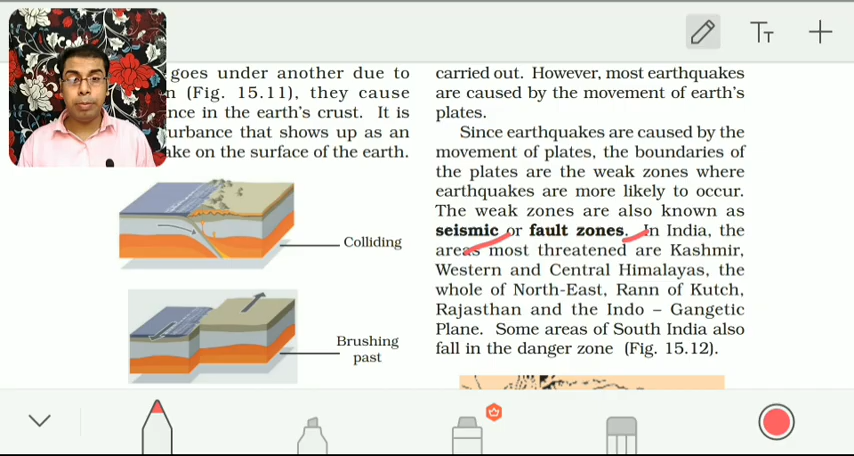 goes under another due to
(Fig. 15.11), they cause
in the earth's crust. It is
that shows up as an
on the surface of the earth.
Colliding
Brushing
past
carried out. However, most earthquakes
are caused by the movement of earth's
plates.
Since earthquakes are caused by the
movement of plates, the boundaries of
the plates are the weak zones where
earthquakes are more likely to occur.
The weak zones are also known as
seismic or fault zones. In India, the
areas most threatened are Kashmir,
Western and Central Himalayas, the
whole of North-East, Rann of Kutch,
Rajasthan and the Indo – Gangetic
Plane. Some areas of South India also
fall in the danger zone (Fig. 15.12).
TT